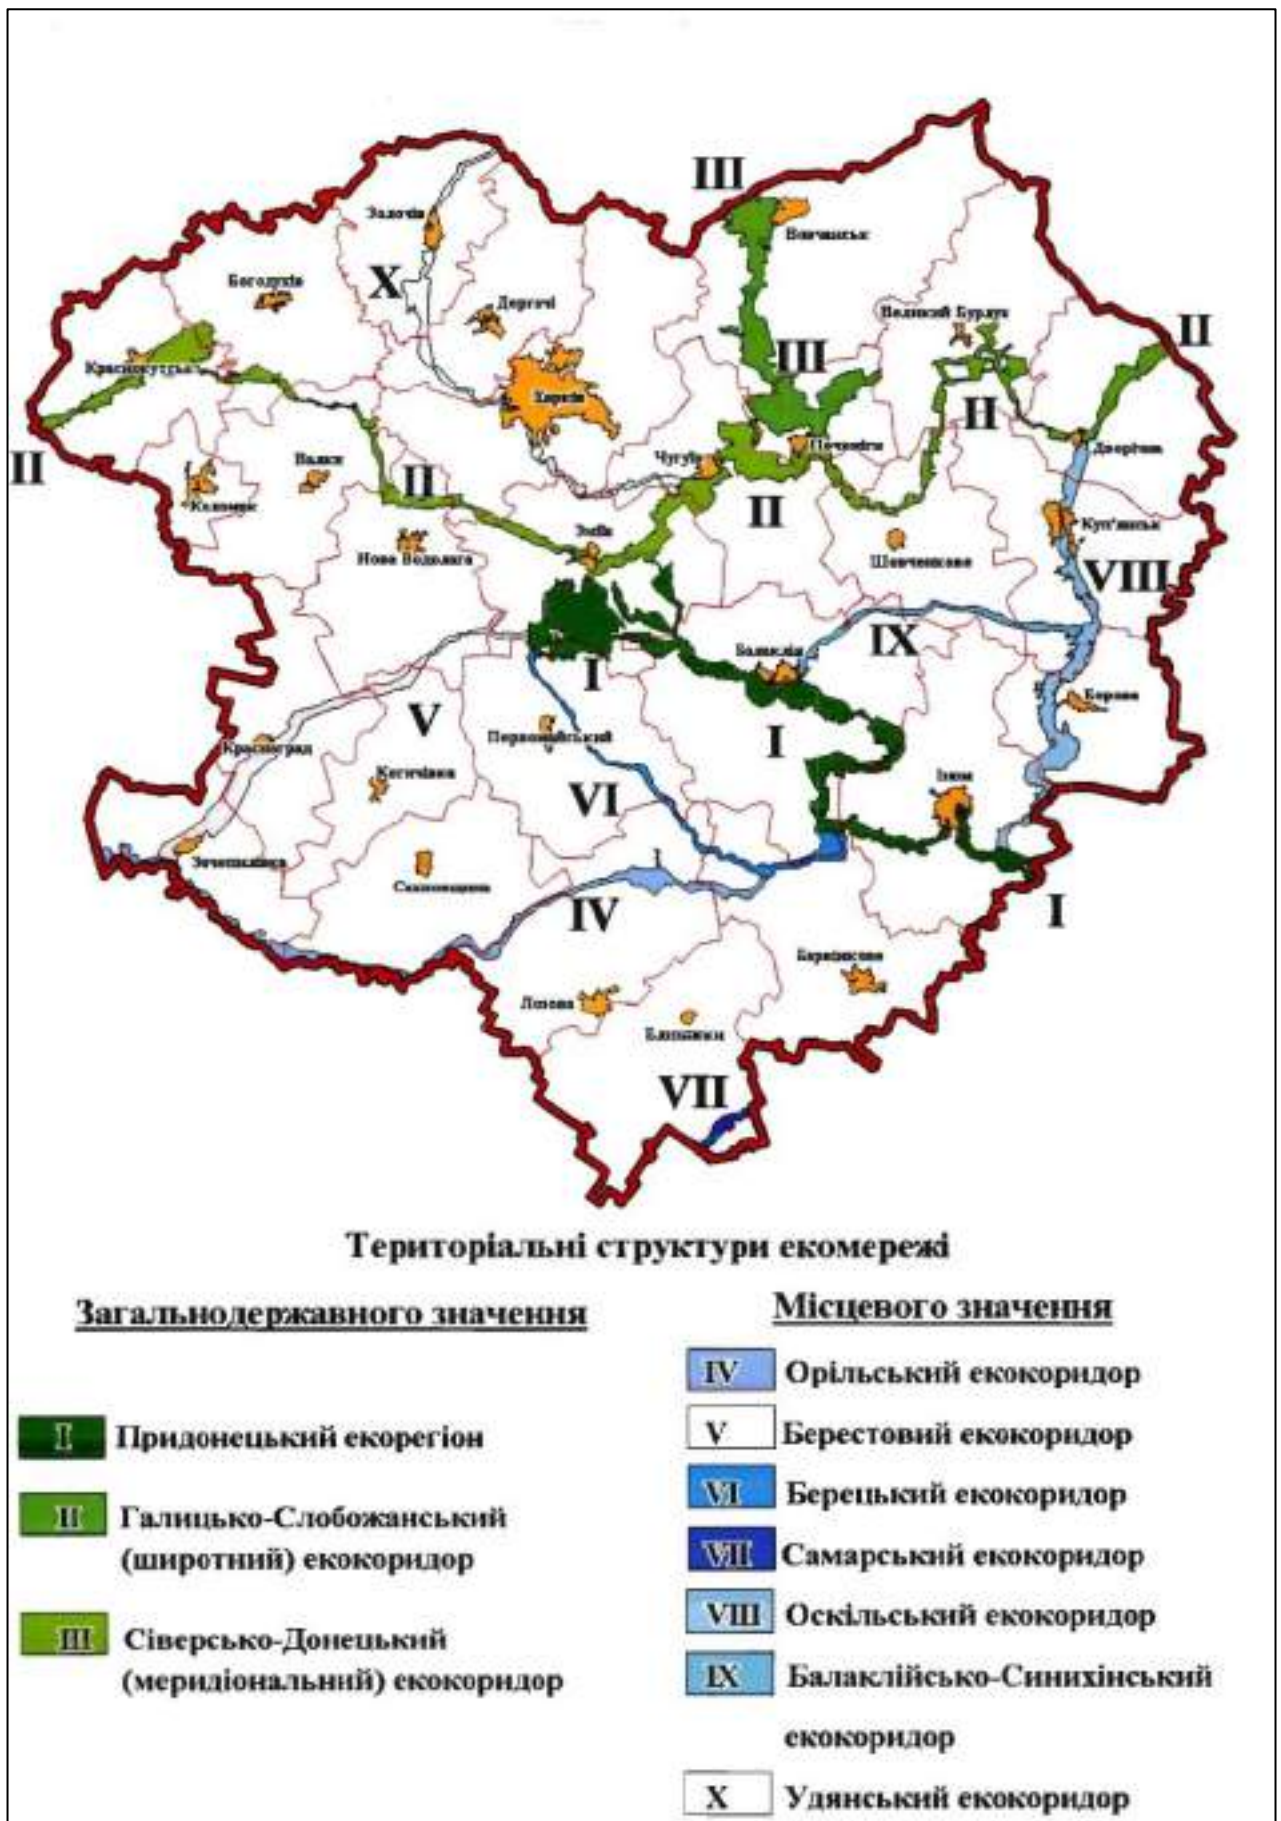 III
Золочів
Вовчанськ
X
Богодухів
Дергачі
Великий Бурлук
II
III
Краснокутськ
Харків
II
II
Валки
II
Чугуїв
Печеніги
Дворічна
Коломак
II
Зміїв
Куп'янськ
Нова Водолага
Шевченкове
VIII
IX
Балаклія
I
Борова
V
Первомайський
I
Красноград
Кегичівка
Ізюм
VI
Зачепилівка
Сахновщина
IV
I
Барвінкове
Лозова
Близнюки
VII
Територіальні структури екомережі
Загальнодержавного значення
I Придонецький екорегіон
II Галицько-Слобожанський
(широтний) екокоридор
III Сіверсько-Донецький
(меридіональний) екокоридор
Місцевого значення
IV Орільський екокоридор
V Берестовий екокоридор
VI Берецький екокоридор
VII Самарський екокоридор
VIII Оскільський екокоридор
IX Балаклійсько-Синихінський
екокоридор
X Удянський екокоридор